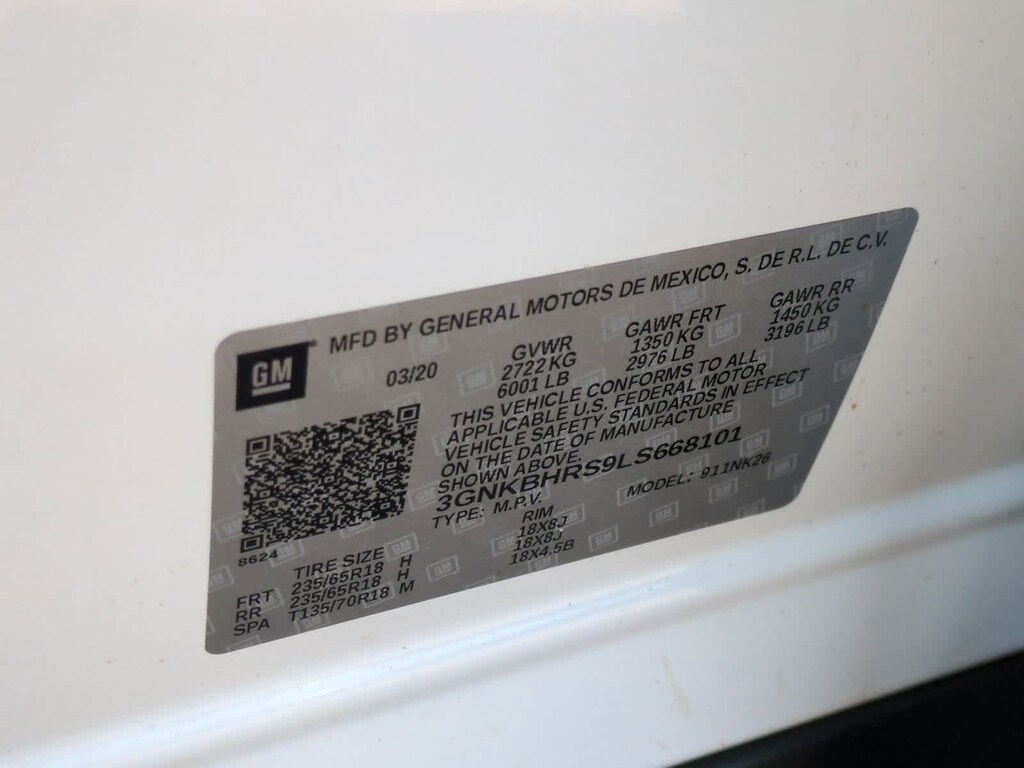 MFD BY GENERAL MOTORS DE MEXICO, S. DE R.L. DE C.V.
GM
03/20
GVWR GAWR FRT GAWR RR
2722 KG 1350 KG 1450 KG
6001 LB 2976 LB 3196 LB
THIS VEHICLE CONFORMS TO ALL
APPLICABLE U.S. FEDERAL MOTOR
VEHICLE SAFETY STANDARDS IN EFFECT
ON THE DATE OF MANUFACTURE
SHOWN ABOVE.
3GNKBHRS9LS668101
TYPE: M.P.V. MODEL: 911NK26
8624
TIRE SIZE RIM
FRT 235/65R18 H 18X8J
RR 235/65R18 H 18X8J
SPA T135/70R18 M 18X4.5B